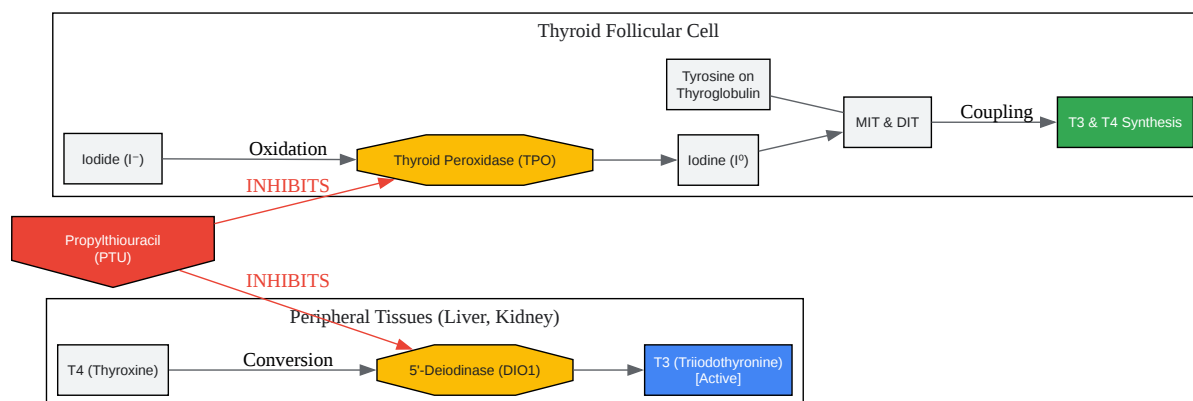 Thyroid Follicular Cell
Tyrosine on
Thyroglobulin
MIT & DIT
Coupling
T3 & T4 Synthesis
Iodide (I⁻)
Oxidation
Thyroid Peroxidase (TPO)
Iodine (I⁰)
INHIBITS
Propylthiouracil
(PTU)
INHIBITS
Peripheral Tissues (Liver, Kidney)
T4 (Thyroxine)
Conversion
5'-Deiodinase (DIO1)
T3 (Triiodothyronine)
[Active]